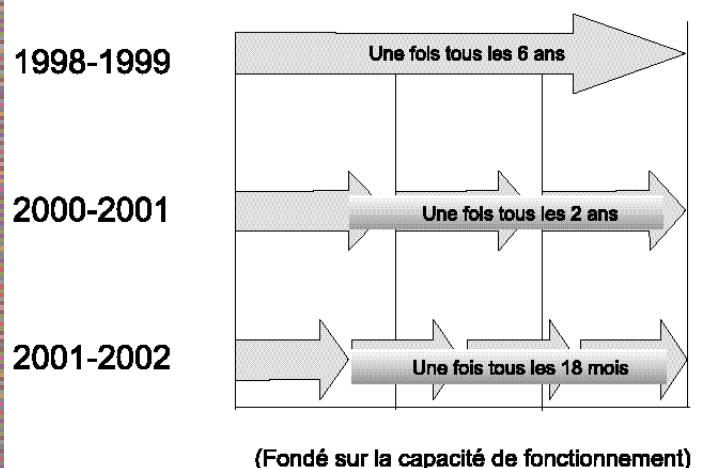 1998-1999
Une fois tous les 6 ans
2000-2001
Une fois tous les 2 ans
2001-2002
Une fois tous les 18 mois
(Fondé sur la capacité de fonctionnement)